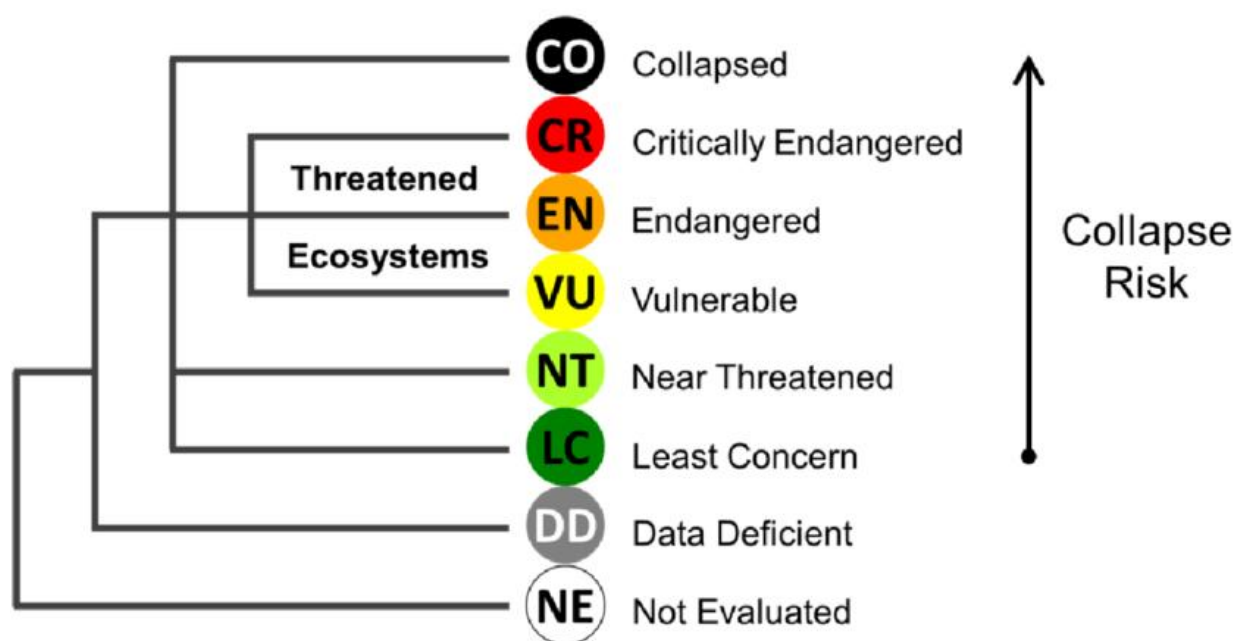 CO Collapsed
CR Critically Endangered
Threatened
EN Endangered
Ecosystems
VU Vulnerable
NT Near Threatened
LC Least Concern
DD Data Deficient
NE Not Evaluated
Collapse
Risk